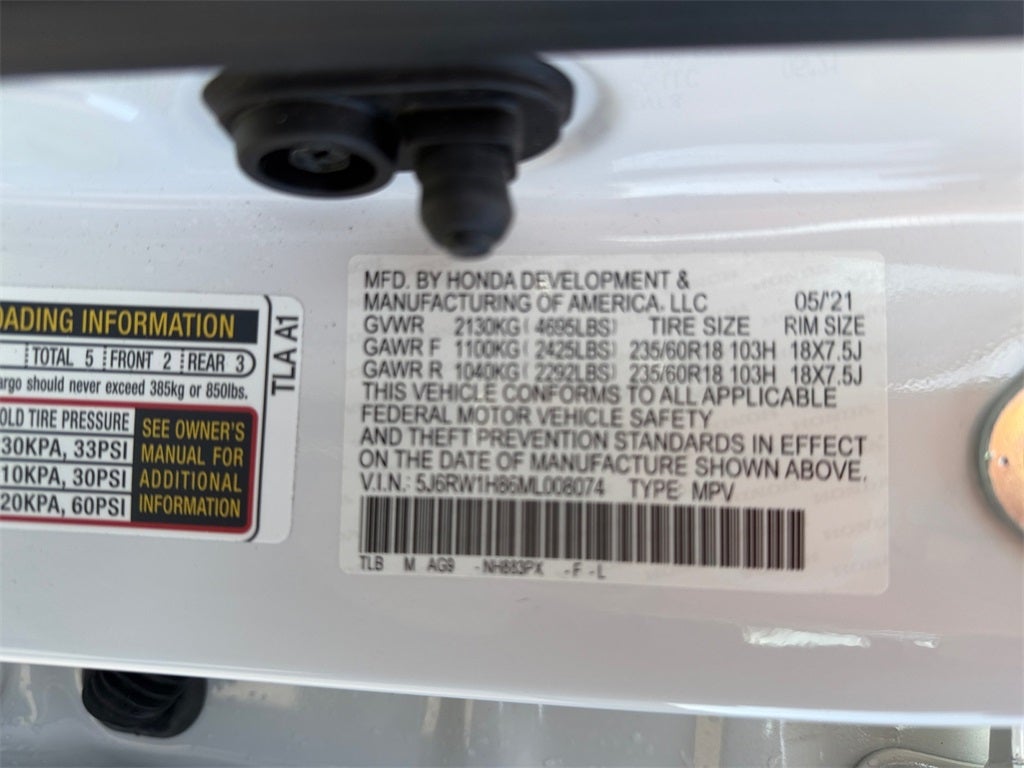 OADING INFORMATION
TOTAL 5 FRONT 2 REAR 3
argo should never exceed 385kg or 850lbs.
OLD TIRE PRESSURE
30KPA, 33PSI
10KPA, 30PSI
20KPA, 60PSI
SEE OWNER'S
MANUAL FOR
ADDITIONAL
INFORMATION
TLA A1
MFD. BY HONDA DEVELOPMENT &
MANUFACTURING OF AMERICA, LLC 05/'21
GVWR 2130KG( 4695LBS) TIRE SIZE RIM SIZE
GAWR F 1100KG( 2425LBS) 235/60R18 103H 18X7.5J
GAWR R 1040KG( 2292LBS) 235/60R18 103H 18X7.5J
THIS VEHICLE CONFORMS TO ALL APPLICABLE
FEDERAL MOTOR VEHICLE SAFETY
AND THEFT PREVENTION STANDARDS IN EFFECT
ON THE DATE OF MANUFACTURE SHOWN ABOVE.
V.I.N.: 5J6RW1H86ML008074 TYPE: MPV
TLB M AG9 -NH883PX -F -L